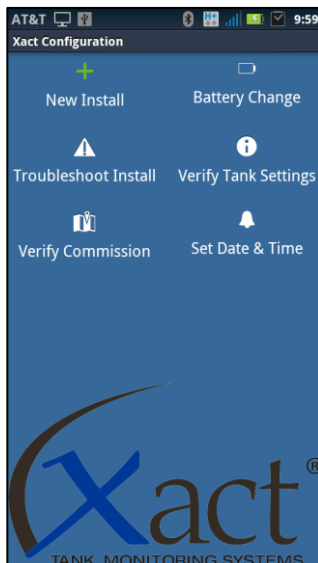 AT&T 9:59
Xact Configuration
New Install Battery Change
Troubleshoot Install Verify Tank Settings
Verify Commission Set Date & Time
Xact®
TANK MONITORING SYSTEMS